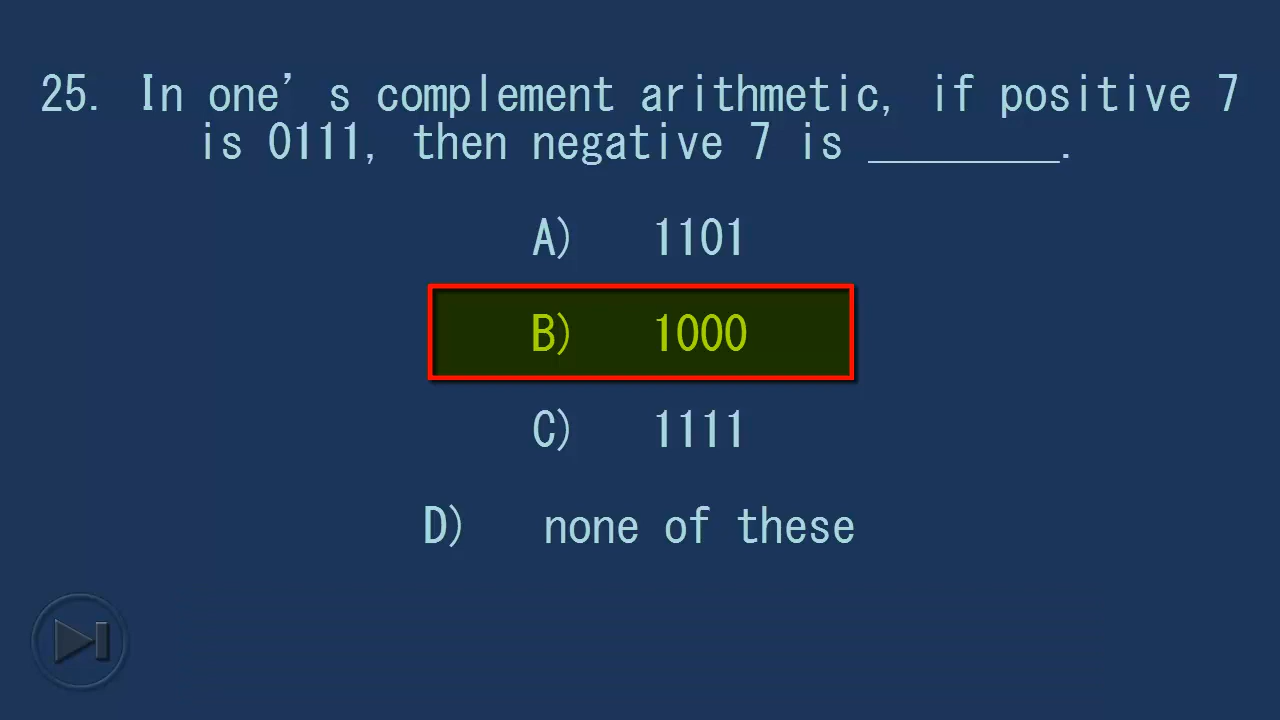 25. In one's complement arithmetic, if positive 7
is 0111, then negative 7 is ________.
A) 1101
B) 1000
C) 1111
D) none of these